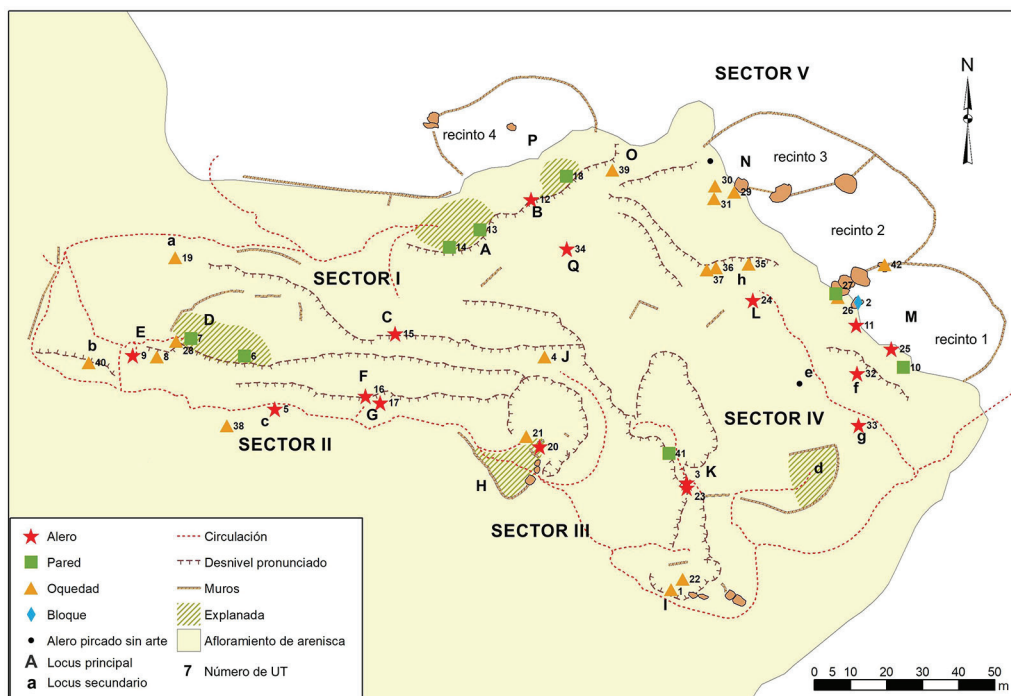 SECTOR V
N
recinto 4
P
O
N
recinto 3
39
30
29
31
18
12
B
13
14
A
recinto 2
a
19
SECTOR I
34
Q
36
35
37
h
42
27
26
2
24
L
11
M
D
7
28
6
E
9
8
b
40
C
15
4
J
25
recinto 1
10
32
f
e
F
16
G
17
5
c
38
SECTOR II
SECTOR IV
33
g
21
20
H
41
3
K
23
d
SECTOR III
22
1
I
Alero
Pared
Oquedad
Bloque
Alero pircado sin arte
A Locus principal
a Locus secundario
Circulación
Desnivel pronunciado
Muros
Explanada
Afloramiento de arenisca
7 Número de UT
0 5 10 20 30 40 50
m